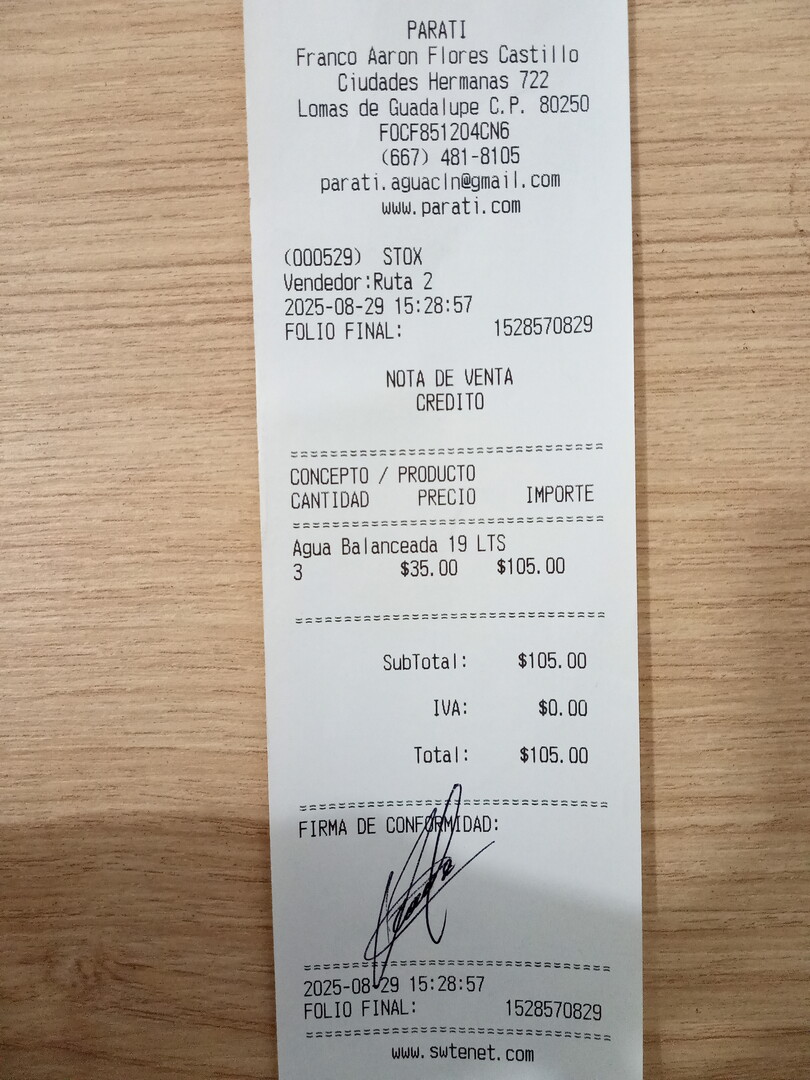 PARATI
Franco Aaron Flores Castillo
Ciudades Hermanas 722
Lomas de Guadalupe C.P. 80250
FOCF851204CN6
(667) 481-8105
parati.aguacln@gmail.com
www.parati.com
(000529) STOX
Vendedor:Ruta 2
2025-08-29 15:28:57
FOLIO FINAL: 1528570829
NOTA DE VENTA
CREDITO
CONCEPTO / PRODUCTO
CANTIDAD PRECIO IMPORTE
Agua Balanceada 19 LTS
3 $35.00 $105.00
SubTotal: $105.00
IVA: $0.00
Total: $105.00
FIRMA DE CONFORMIDAD:
2025-08-29 15:28:57
FOLIO FINAL: 1528570829
www.swtenet.com